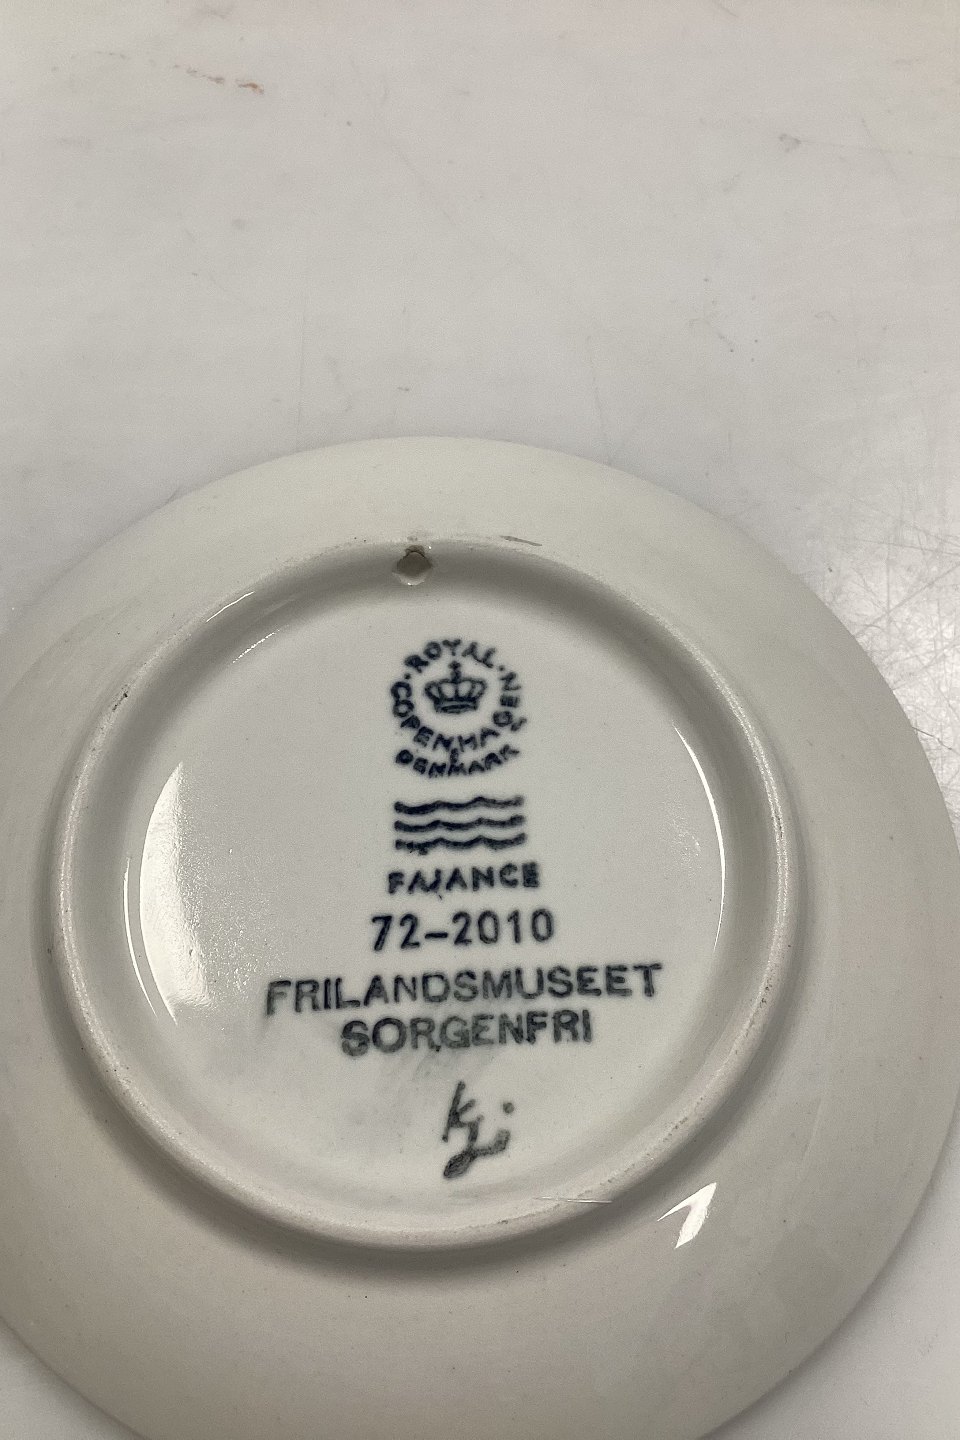 ROYAL
COPENHAGEN
DENMARK
FAJANCE
72-2010
FRILANDSMUSEET
SORGENFRI